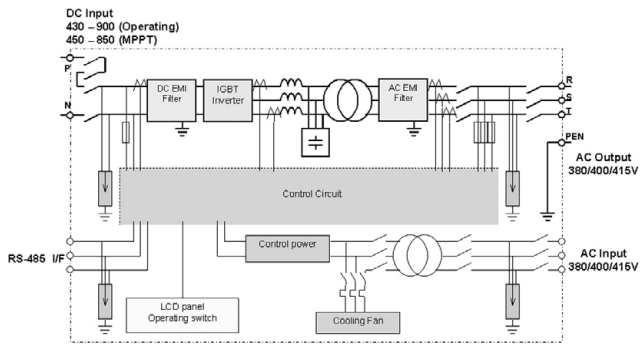 DC Input
430 – 900 (Operating)
450 – 850 (MPPT)
P
N
DC EMI
Filter
IGBT
Inverter
AC EMI
Filter
R
S
T
PEN
AC Output
380/400/415V
Control Circuit
RS-485 I/F
Control power
AC Input
380/400/415V
LCD panel
Operating switch
Cooling Fan